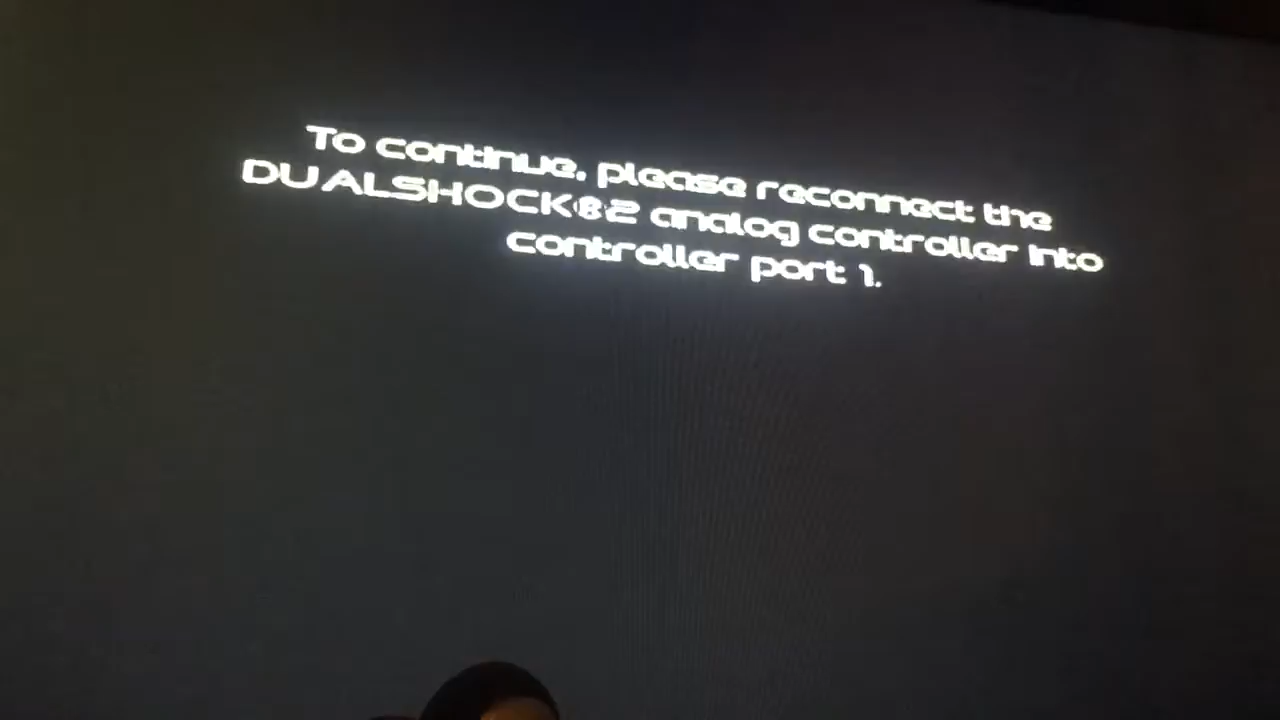 To continue, please reconnect the
DUALSHOCK®2 analog controller into
controller port 1.